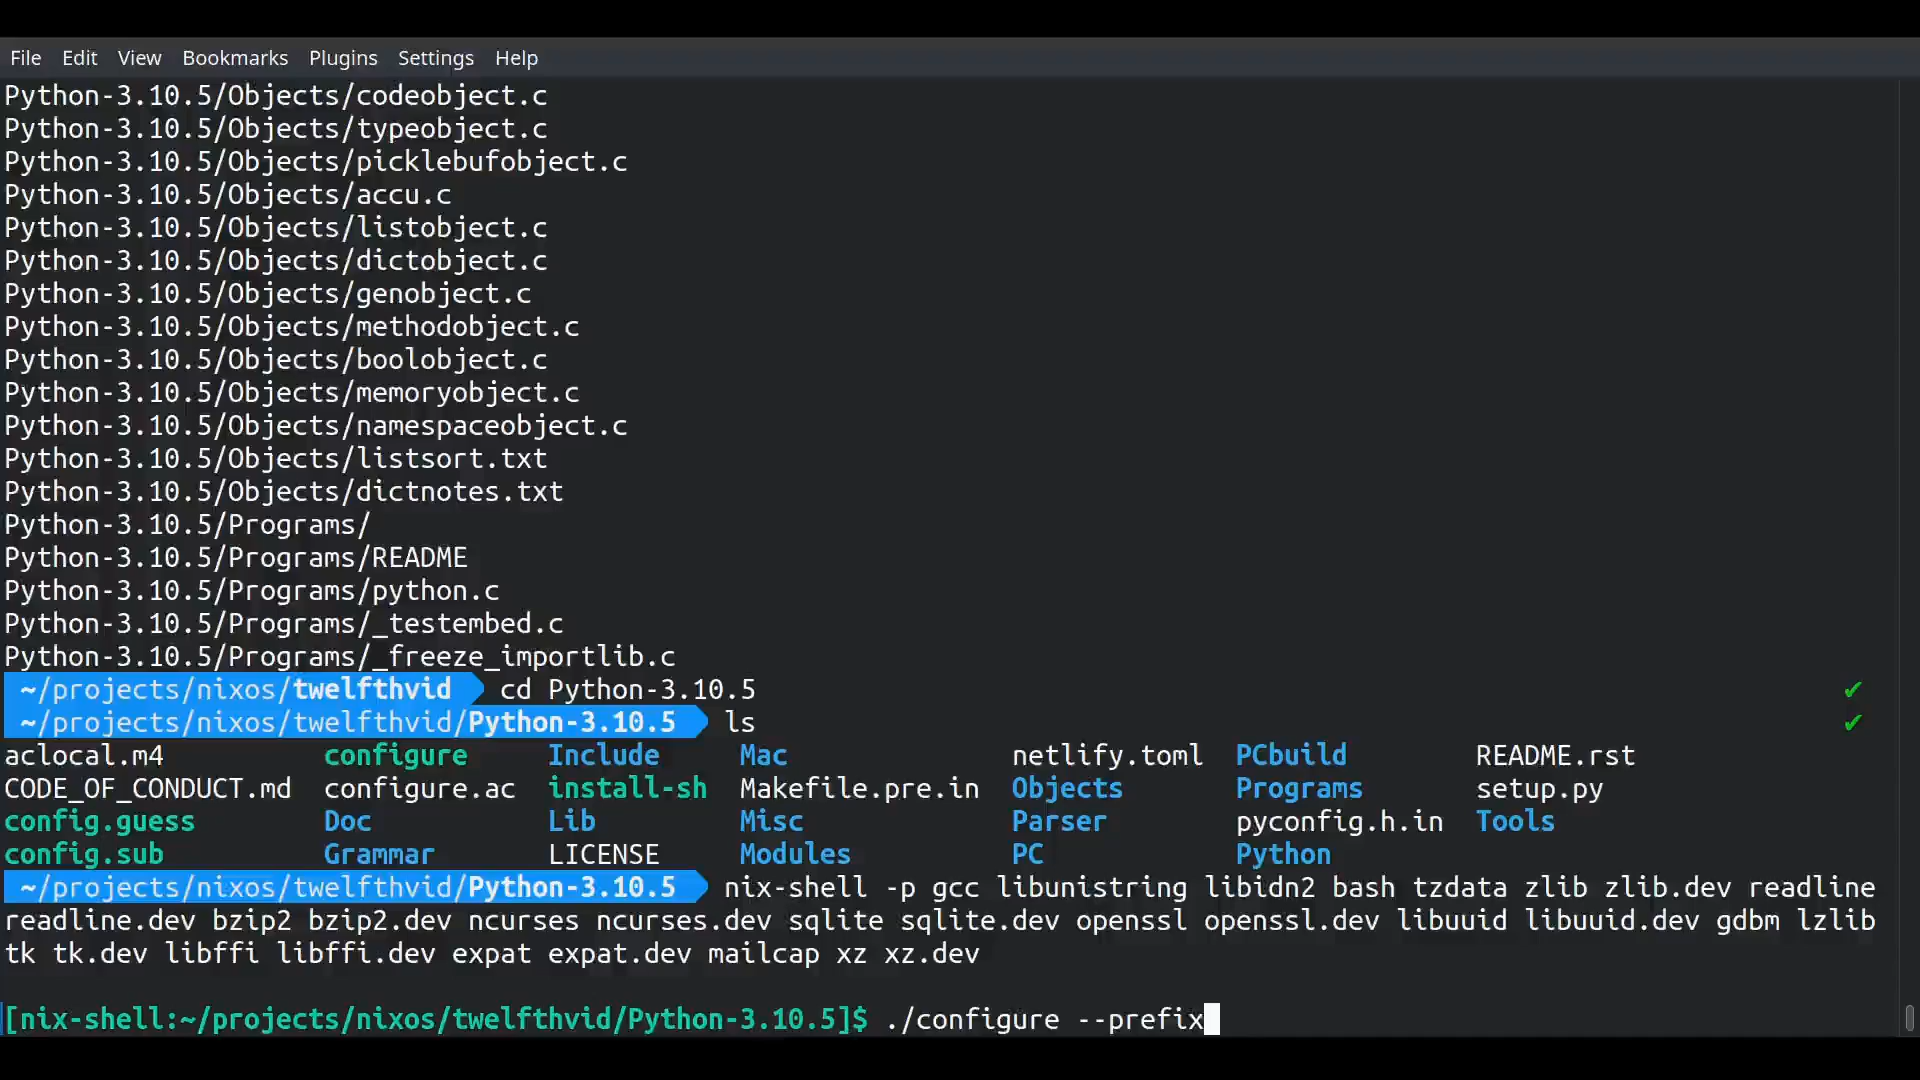 File Edit View Bookmarks Plugins Settings Help
Python-3.10.5/Objects/codeobject.c
Python-3.10.5/Objects/typeobject.c
Python-3.10.5/Objects/picklebufobject.c
Python-3.10.5/Objects/accu.c
Python-3.10.5/Objects/listobject.c
Python-3.10.5/Objects/dictobject.c
Python-3.10.5/Objects/genobject.c
Python-3.10.5/Objects/methodobject.c
Python-3.10.5/Objects/boolobject.c
Python-3.10.5/Objects/memoryobject.c
Python-3.10.5/Objects/namespaceobject.c
Python-3.10.5/Objects/listsort.txt
Python-3.10.5/Objects/dictnotes.txt
Python-3.10.5/Programs/
Python-3.10.5/Programs/README
Python-3.10.5/Programs/python.c
Python-3.10.5/Programs/_testembed.c
Python-3.10.5/Programs/_freeze_importlib.c
~/projects/nixos/twelfthvid cd Python-3.10.5 ✔
~/projects/nixos/twelfthvid/Python-3.10.5 ls ✔
aclocal.m4 configure Include Mac netlify.toml PCbuild README.rst
CODE_OF_CONDUCT.md configure.ac install-sh Makefile.pre.in Objects Programs setup.py
config.guess Doc Lib Misc Parser pyconfig.h.in Tools
config.sub Grammar LICENSE Modules PC Python
~/projects/nixos/twelfthvid/Python-3.10.5 nix-shell -p gcc libunistring libidn2 bash tzdata zlib zlib.dev readline
readline.dev bzip2 bzip2.dev ncurses ncurses.dev sqlite sqlite.dev openssl openssl.dev libuuid libuuid.dev gdbm lzlib
tk tk.dev libffi libffi.dev expat expat.dev mailcap xz xz.dev
[nix-shell:~/projects/nixos/twelfthvid/Python-3.10.5]$ ./configure --prefix